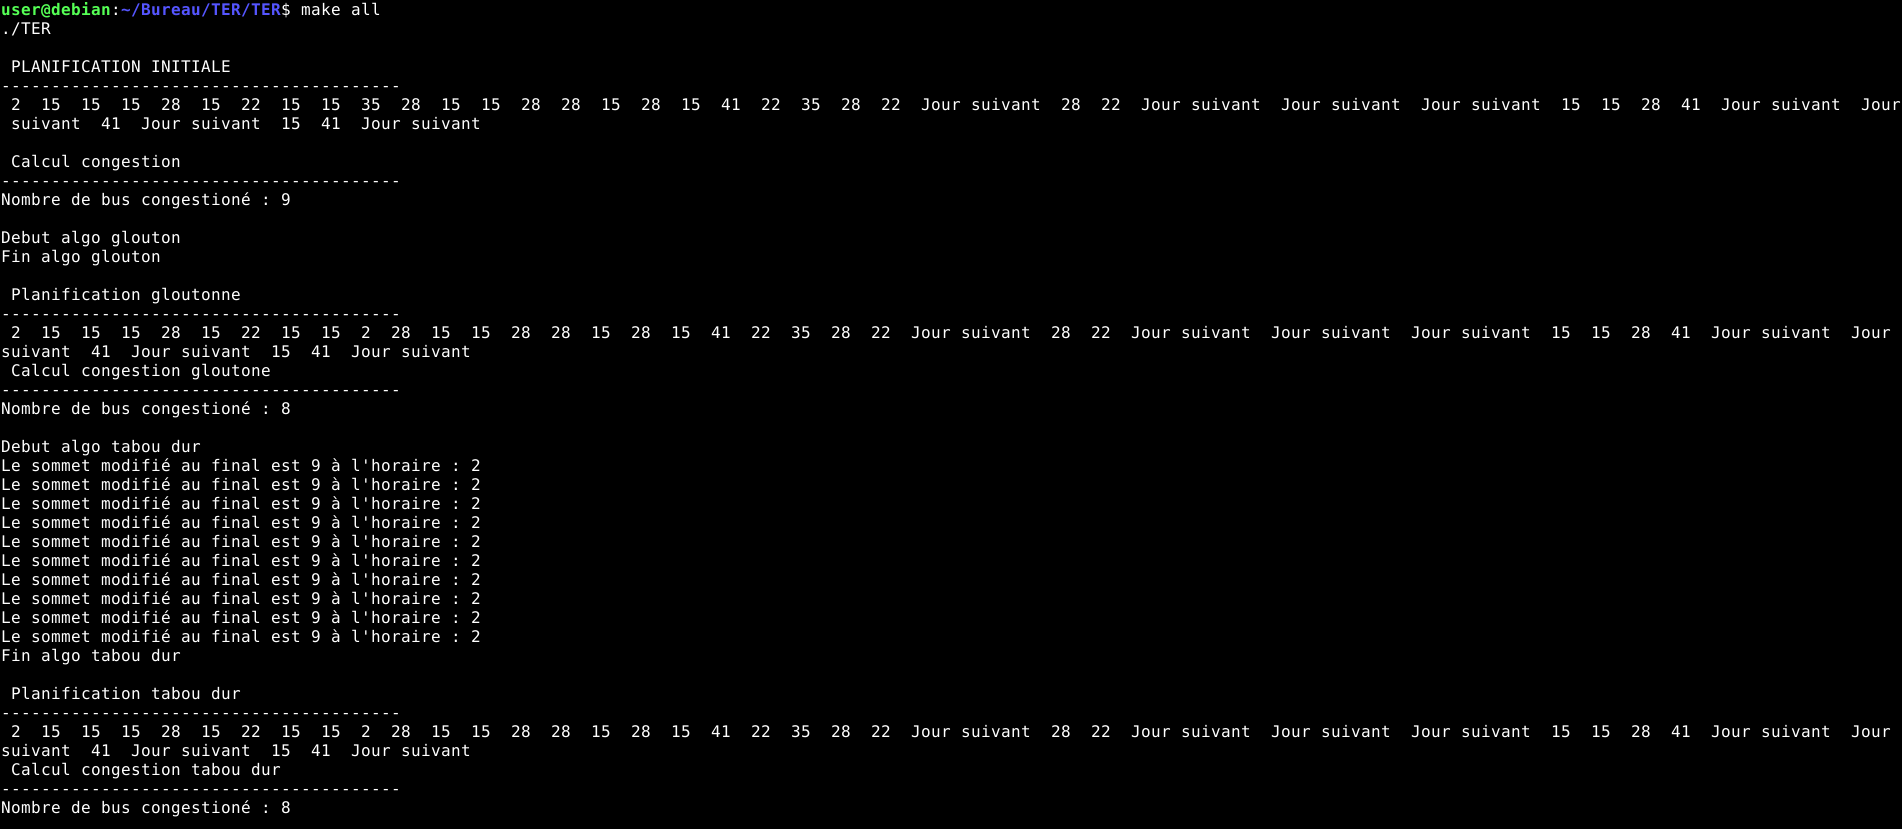 user@debian:~/Bureau/TER/TER$ make all
./TER
PLANIFICATION INITIALE
----------------------------------------
2 15 15 15 28 15 22 15 15 35 28 15 15 28 28 15 28 15 41 22 35 28 22 Jour suivant 28 22 Jour suivant Jour suivant Jour suivant 15 15 28 41 Jour suivant Jour
suivant 41 Jour suivant 15 41 Jour suivant
Calcul congestion
----------------------------------------
Nombre de bus congestioné : 9
Debut algo glouton
Fin algo glouton
Planification gloutonne
----------------------------------------
2 15 15 15 28 15 22 15 15 2 28 15 15 28 28 15 28 15 41 22 35 28 22 Jour suivant 28 22 Jour suivant Jour suivant Jour suivant 15 15 28 41 Jour suivant Jour
suivant 41 Jour suivant 15 41 Jour suivant
Calcul congestion gloutone
----------------------------------------
Nombre de bus congestioné : 8
Debut algo tabou dur
Le sommet modifié au final est 9 à l'horaire : 2
Le sommet modifié au final est 9 à l'horaire : 2
Le sommet modifié au final est 9 à l'horaire : 2
Le sommet modifié au final est 9 à l'horaire : 2
Le sommet modifié au final est 9 à l'horaire : 2
Le sommet modifié au final est 9 à l'horaire : 2
Le sommet modifié au final est 9 à l'horaire : 2
Le sommet modifié au final est 9 à l'horaire : 2
Le sommet modifié au final est 9 à l'horaire : 2
Le sommet modifié au final est 9 à l'horaire : 2
Fin algo tabou dur
Planification tabou dur
----------------------------------------
2 15 15 15 28 15 22 15 15 2 28 15 15 28 28 15 28 15 41 22 35 28 22 Jour suivant 28 22 Jour suivant Jour suivant Jour suivant 15 15 28 41 Jour suivant Jour
suivant 41 Jour suivant 15 41 Jour suivant
Calcul congestion tabou dur
----------------------------------------
Nombre de bus congestioné : 8